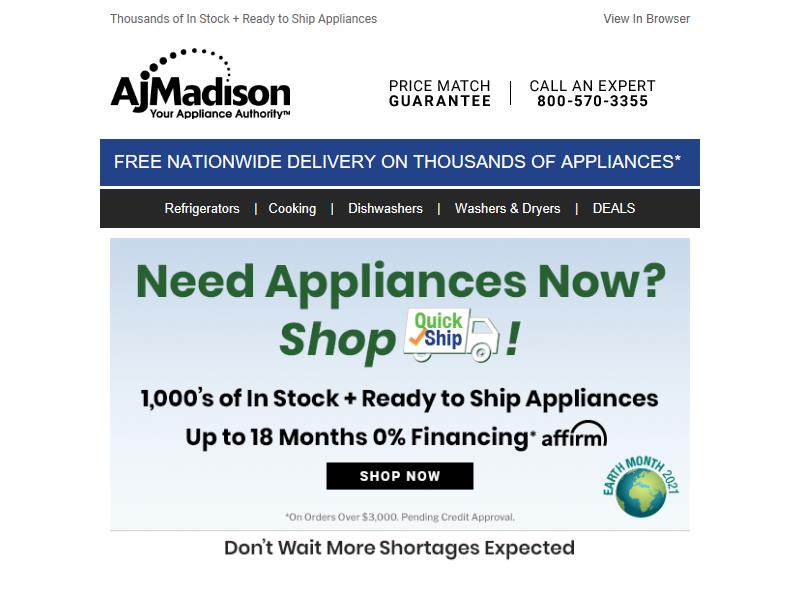 Thousands of In Stock + Ready to Ship Appliances
View In Browser
AjMadison
Your Appliance Authority™
PRICE MATCH
GUARANTEE
CALL AN EXPERT
800-570-3355
FREE NATIONWIDE DELIVERY ON THOUSANDS OF APPLIANCES*
Refrigerators | Cooking | Dishwashers | Washers & Dryers | DEALS
Need Appliances Now?
Shop Quick Ship!
1,000's of In Stock + Ready to Ship Appliances
Up to 18 Months 0% Financing* affirm
SHOP NOW
EARTH MONTH 2021
*On Orders Over $3,000. Pending Credit Approval.
Don't Wait More Shortages Expected